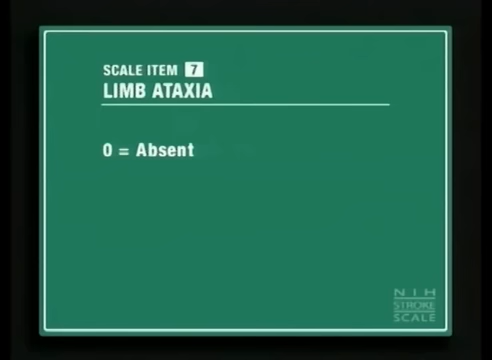 SCALE ITEM 7
LIMB ATAXIA
0 = Absent
NIH
STROKE
SCALE